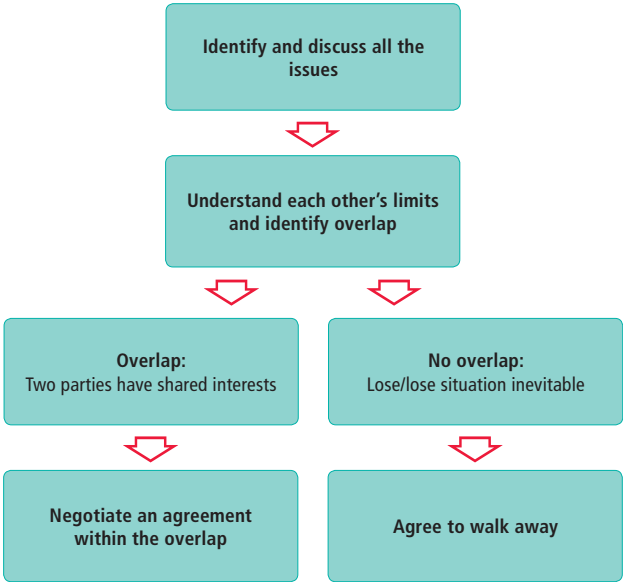 Identify and discuss all the
issues
Understand each other’s limits
and identify overlap
Overlap:
Two parties have shared interests
No overlap:
Lose/lose situation inevitable
Negotiate an agreement
within the overlap
Agree to walk away